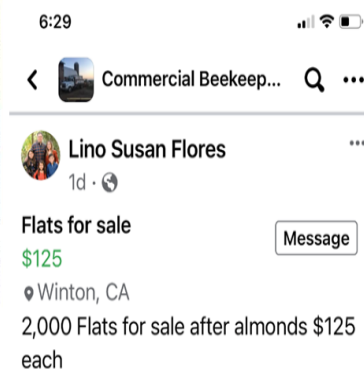 6:29
Commercial Beekeep...
Lino Susan Flores
1d ·
Flats for sale
Message
$125
Winton, CA
2,000 Flats for sale after almonds $125
each